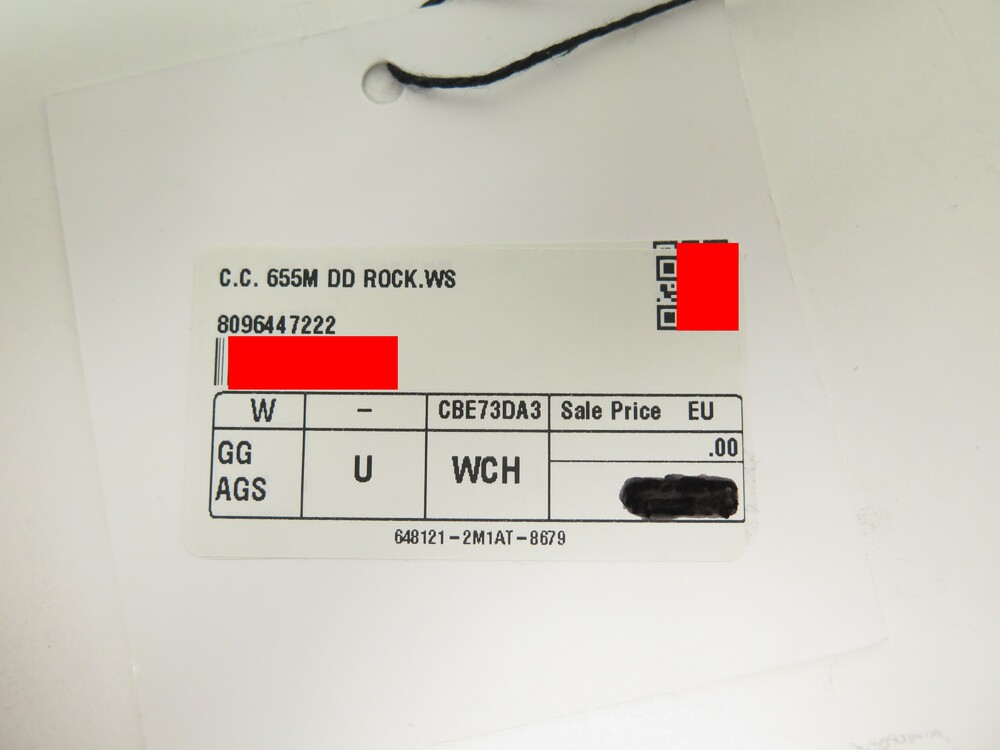 C.C. 655M DD ROCK.WS
8096447222
W – CBE73DA3 Sale Price EU
GG AGS U WCH .00
648121-2M1AT-8679